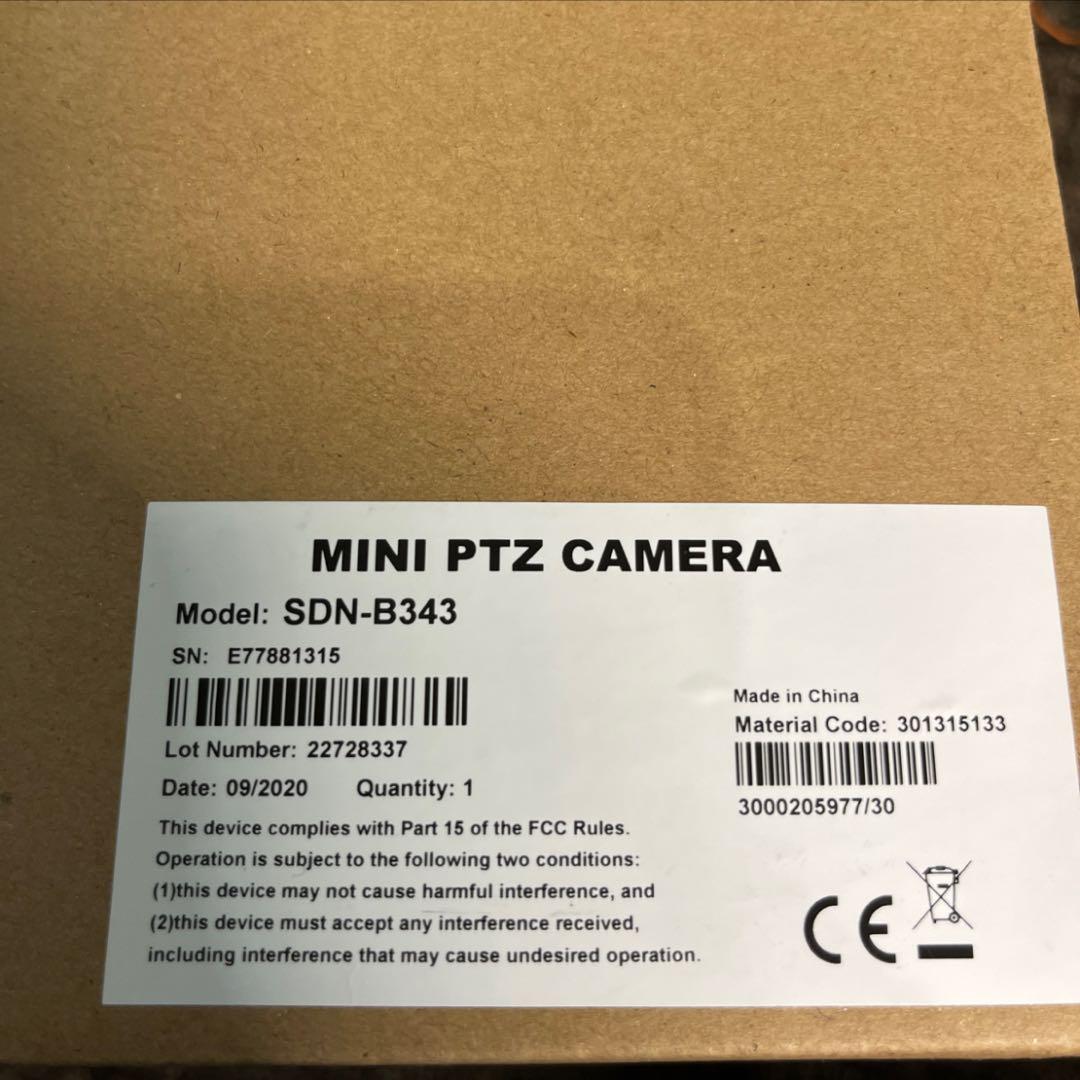 MINI PTZ CAMERA
Model: SDN-B343
SN: E77881315
Lot Number: 22728337
Date: 09/2020 Quantity: 1
This device complies with Part 15 of the FCC Rules.
Operation is subject to the following two conditions:
(1)this device may not cause harmful interference, and
(2)this device must accept any interference received,
including interference that may cause undesired operation.
Made in China
Material Code: 301315133
3000205977/30
CE